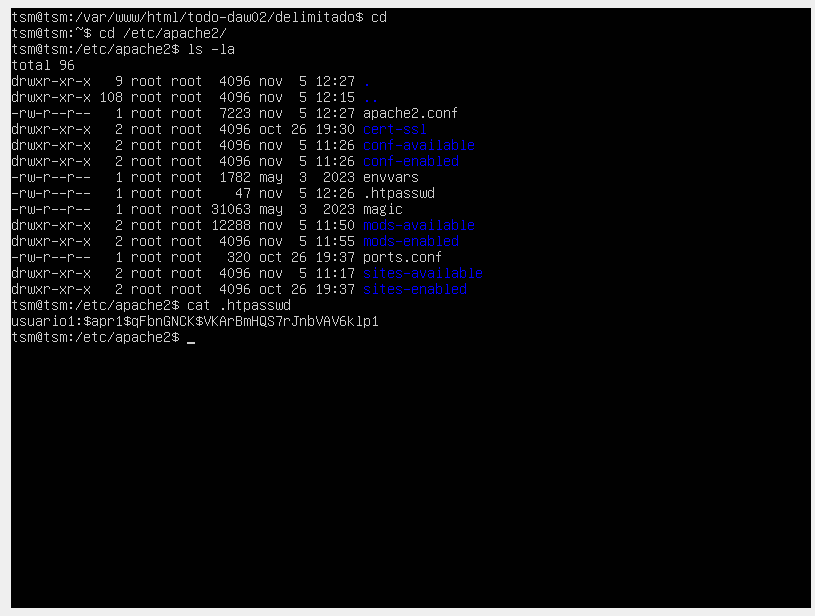 tsm@tsm:/var/www/html/todo-daw02/delimitado$ cd
tsm@tsm:~$ cd /etc/apache2/
tsm@tsm:/etc/apache2$ ls -la
total 96
drwxr-xr-x 9 root root 4096 nov 5 12:27 .
drwxr-xr-x 108 root root 4096 nov 5 12:15 ..
-rw-r--r-- 1 root root 7223 nov 5 12:27 apache2.conf
drwxr-xr-x 2 root root 4096 oct 26 19:30 cert-ssl
drwxr-xr-x 2 root root 4096 nov 5 11:26 conf-available
drwxr-xr-x 2 root root 4096 nov 5 11:26 conf-enabled
-rw-r--r-- 1 root root 1782 may 3 2023 envvars
-rw-r--r-- 1 root root 47 nov 5 12:26 .htpasswd
-rw-r--r-- 1 root root 31063 may 3 2023 magic
drwxr-xr-x 2 root root 12288 nov 5 11:50 mods-available
drwxr-xr-x 2 root root 4096 nov 5 11:55 mods-enabled
-rw-r--r-- 1 root root 320 oct 26 19:37 ports.conf
drwxr-xr-x 2 root root 4096 nov 5 11:17 sites-available
drwxr-xr-x 2 root root 4096 oct 26 19:37 sites-enabled
tsm@tsm:/etc/apache2$ cat .htpasswd
usuario1:$apr1$qFbnGNCK$VKArBmHQS7rJnbVAV6klp1
tsm@tsm:/etc/apache2$ _